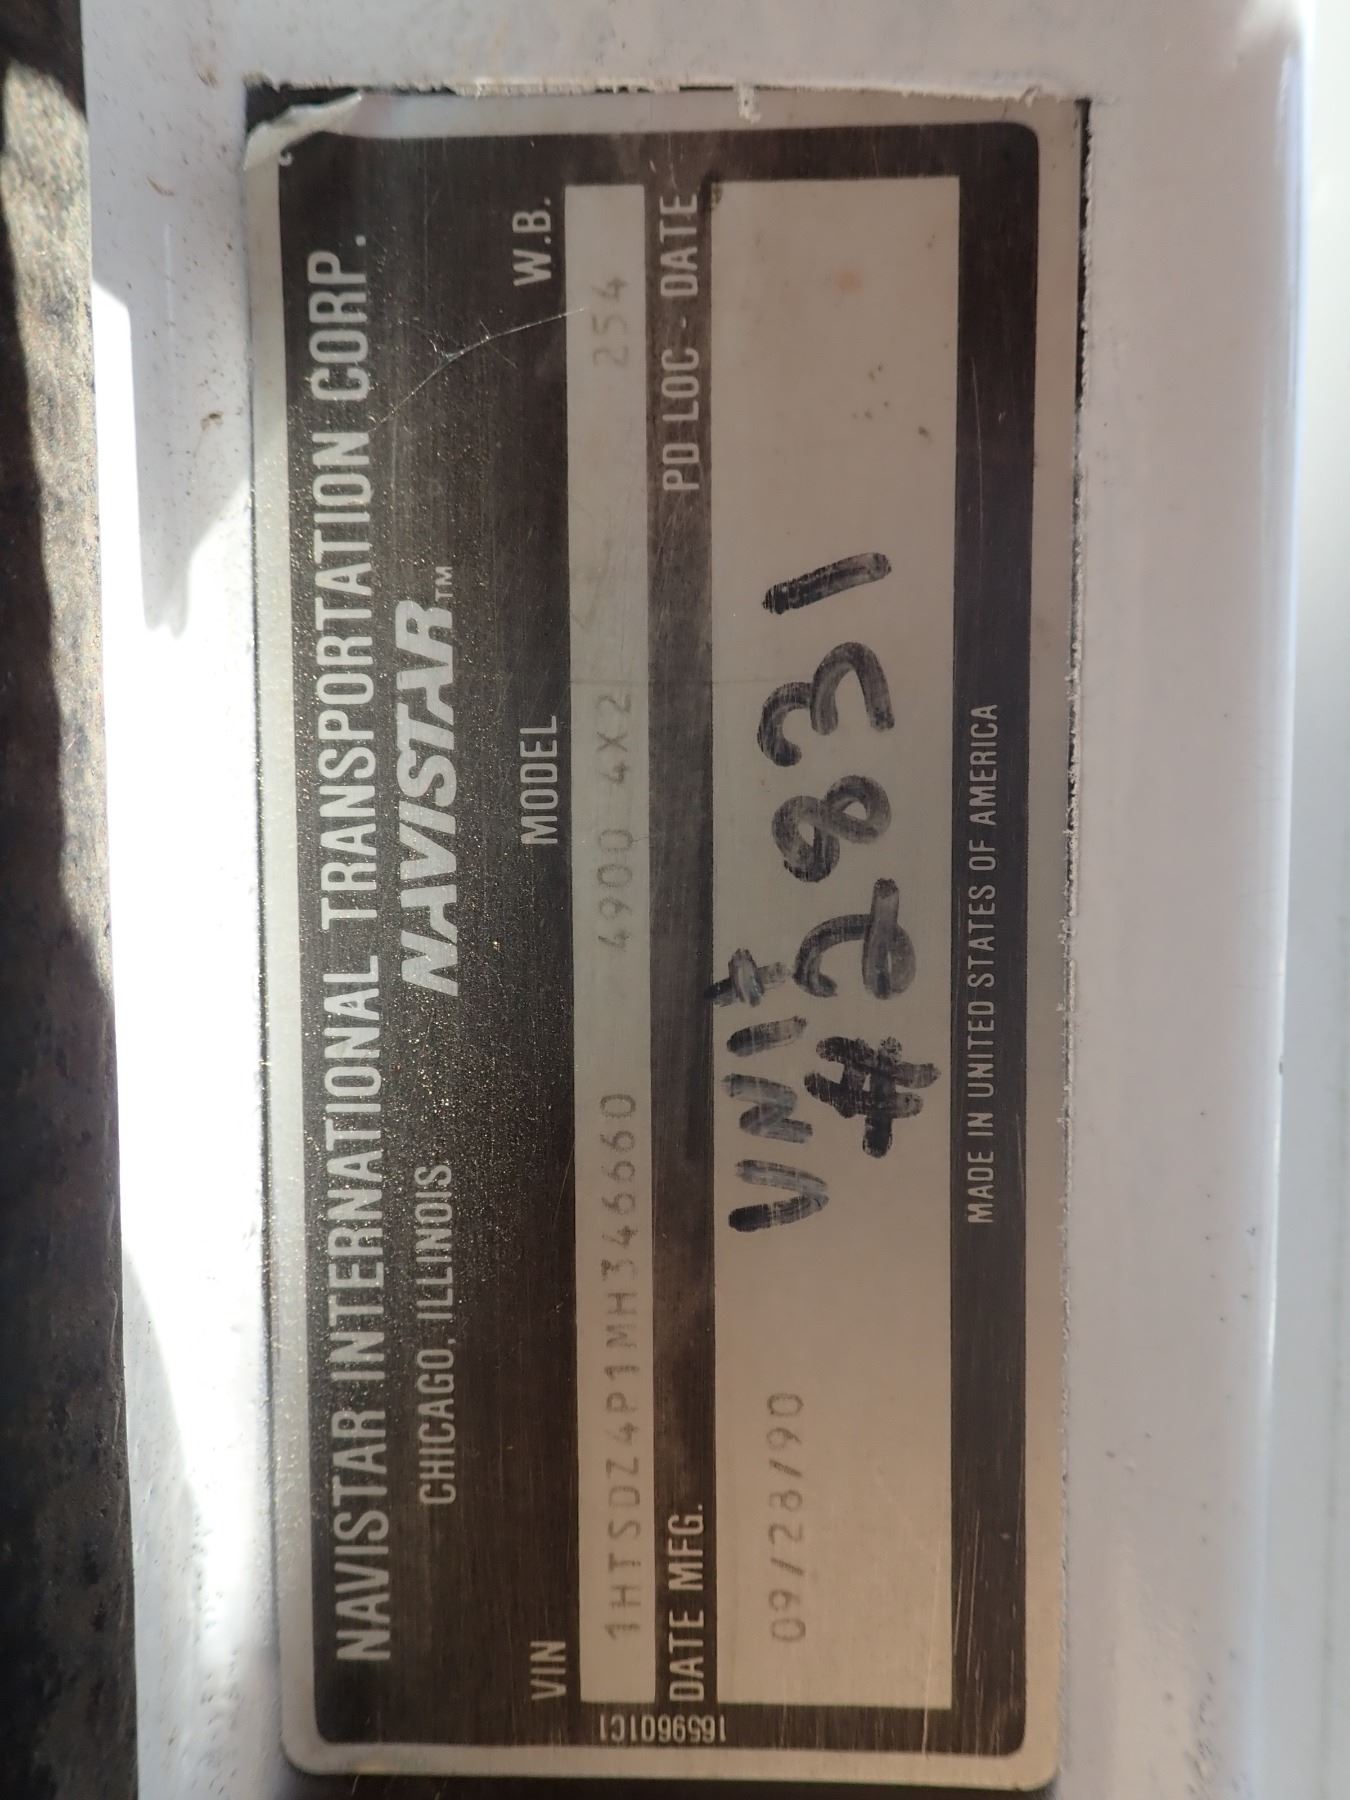 NAVISTAR INTERNATIONAL TRANSPORTATION CORP.
CHICAGO, ILLINOIS NAVISTAR™
VIN MODEL W.B.
1HTSDZ4P1MH346660 4900 4X2 254
DATE MFG. PD LOC - DATE
09/28/90
UNit
#2831
MADE IN UNITED STATES OF AMERICA
1659601C1